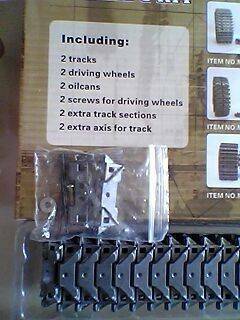 Including:
2 tracks
2 driving wheels
2 oilcans
2 screws for driving wheels
2 extra track sections
2 extra axis for track
ITEM NO
ITEM NO
ITEM NO